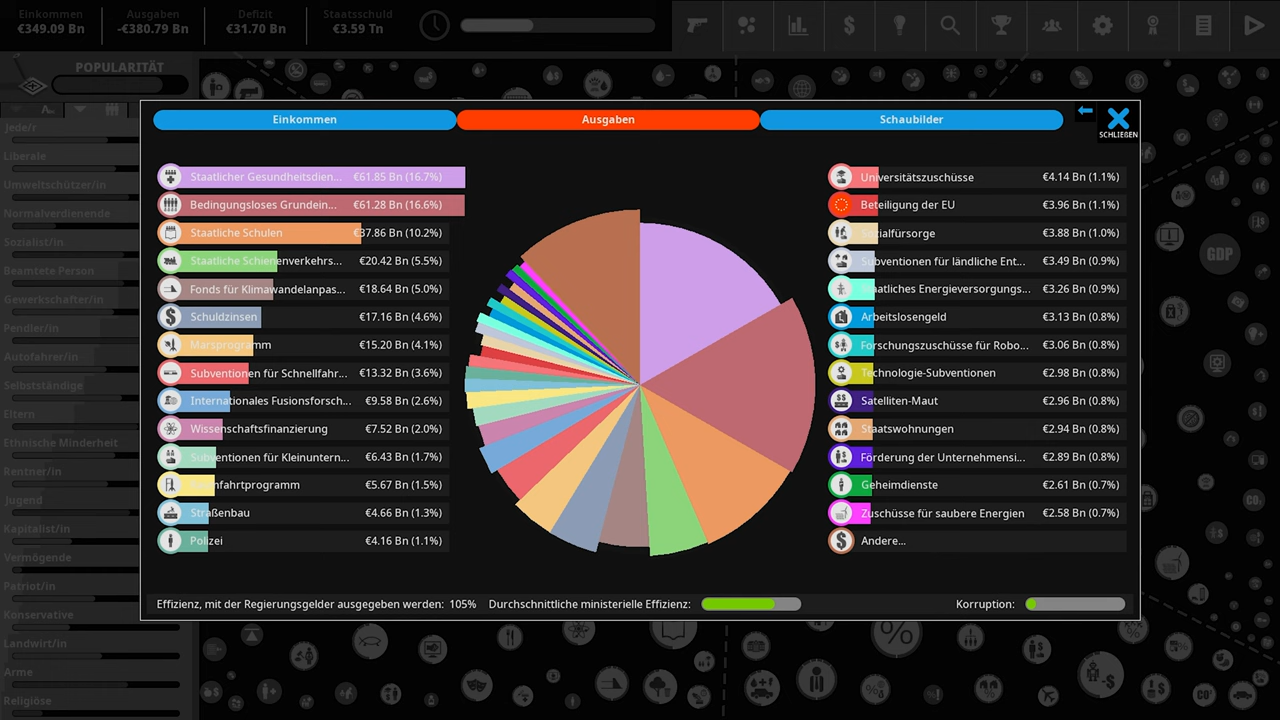 Einkommen
€349.09 Bn
Ausgaben
-€380.79 Bn
Defizit
€31.70 Bn
Staatsschuld
€3.59 Tn
POPULARITÄT
Jede/r
Liberale
Umweltschützer/in
Normalverdienende
Sozialist/in
Beamtete Person
Gewerkschafter/in
Pendler/in
Autofahrer/in
Selbstständige
Eltern
Ethnische Minderheit
Rentner/in
Jugend
Kapitalist/in
Vermögende
Patriot/in
Konservative
Landwirt/in
Arme
Religiöse
Einkommen
Ausgaben
Schaubilder
SCHLIEßEN
Staatlicher Gesundheitsdien... €61.85 Bn (16.7%)
Bedingungsloses Grundein... €61.28 Bn (16.6%)
Staatliche Schulen €37.86 Bn (10.2%)
Staatliche Schienenverkehrs... €20.42 Bn (5.5%)
Fonds für Klimawandelanpas... €18.64 Bn (5.0%)
Schuldzinsen €17.16 Bn (4.6%)
Marsprogramm €15.20 Bn (4.1%)
Subventionen für Schnellfahr... €13.32 Bn (3.6%)
Internationales Fusionsforsch... €9.58 Bn (2.6%)
Wissenschaftsfinanzierung €7.52 Bn (2.0%)
Subventionen für Kleinuntern... €6.43 Bn (1.7%)
Raumfahrtprogramm €5.67 Bn (1.5%)
Straßenbau €4.66 Bn (1.3%)
Polizei €4.16 Bn (1.1%)
Universitätszuschüsse €4.14 Bn (1.1%)
Beteiligung der EU €3.96 Bn (1.1%)
Sozialfürsorge €3.88 Bn (1.0%)
Subventionen für ländliche Ent... €3.49 Bn (0.9%)
Staatliches Energieversorgungs... €3.26 Bn (0.9%)
Arbeitslosengeld €3.13 Bn (0.8%)
Forschungszuschüsse für Robo... €3.06 Bn (0.8%)
Technologie-Subventionen €2.98 Bn (0.8%)
Satelliten-Maut €2.96 Bn (0.8%)
Staatswohnungen €2.94 Bn (0.8%)
Förderung der Unternehmensi... €2.89 Bn (0.8%)
Geheimdienste €2.61 Bn (0.7%)
Zuschüsse für saubere Energien €2.58 Bn (0.7%)
Andere...
GDP
Effizienz, mit der Regierungsgelder ausgegeben werden: 105% Durchschnittliche ministerielle Effizienz: Korruption: